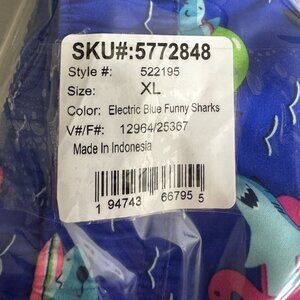 SKU#:5772848
Style #: 522195
Size: XL
Color: Electric Blue Funny Sharks
V#/F#: 12964/25367
Made In Indonesia
1 94743 66795 5